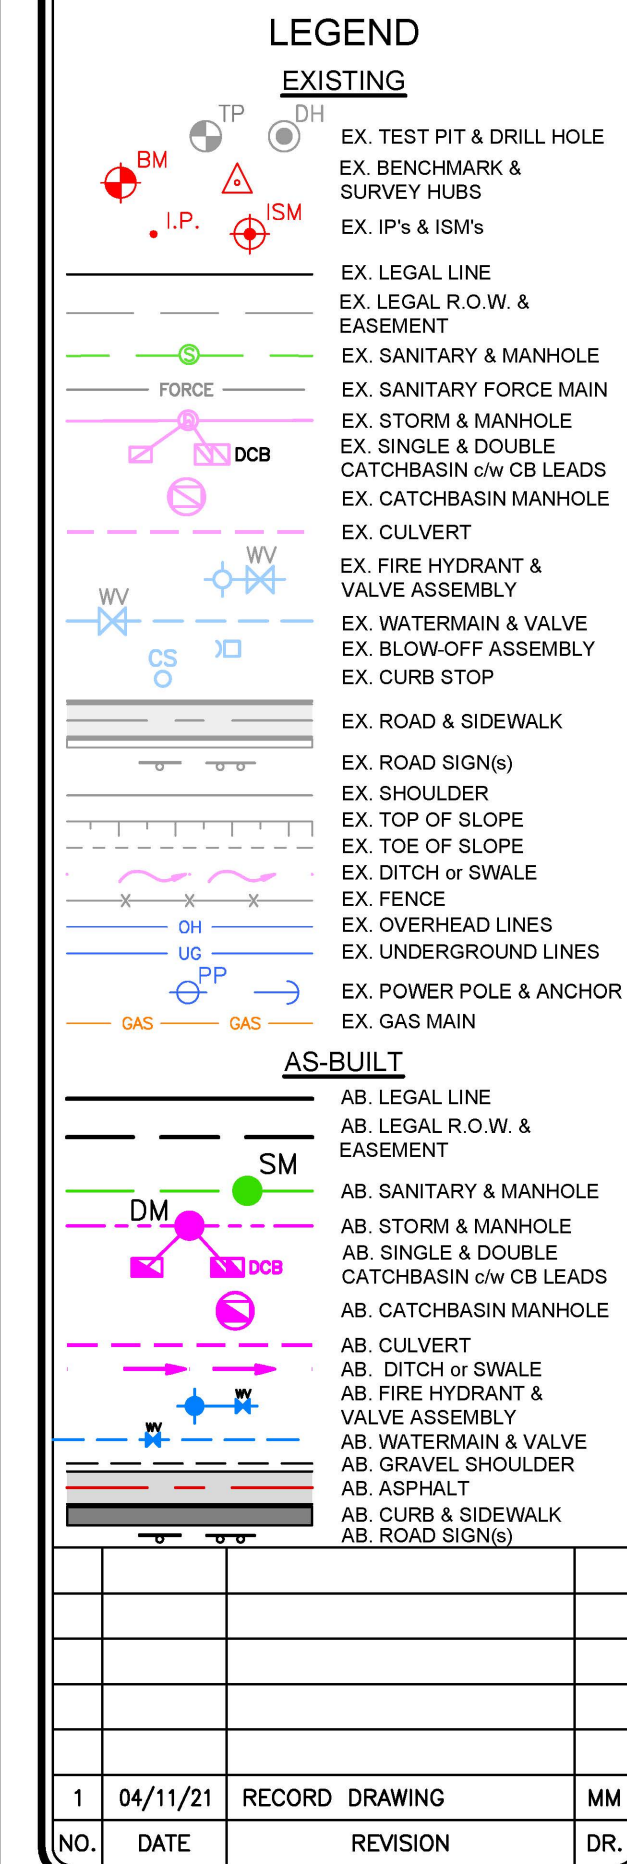 LEGEND
EXISTING
TP DH
EX. TEST PIT & DRILL HOLE
BM
EX. BENCHMARK &
SURVEY HUBS
I.P. ISM
EX. IP's & ISM's
EX. LEGAL LINE
EX. LEGAL R.O.W. &
EASEMENT
S EX. SANITARY & MANHOLE
FORCE EX. SANITARY FORCE MAIN
D EX. STORM & MANHOLE
EX. SINGLE & DOUBLE
DCB
CATCHBASIN c/w CB LEADS
EX. CATCHBASIN MANHOLE
EX. CULVERT
WV
EX. FIRE HYDRANT &
VALVE ASSEMBLY
WV
EX. WATERMAIN & VALVE
EX. BLOW-OFF ASSEMBLY
CS
EX. CURB STOP
EX. ROAD & SIDEWALK
EX. ROAD SIGN(s)
EX. SHOULDER
EX. TOP OF SLOPE
EX. TOE OF SLOPE
EX. DITCH or SWALE
EX. FENCE
OH EX. OVERHEAD LINES
UG EX. UNDERGROUND LINES
PP
EX. POWER POLE & ANCHOR
GAS GAS EX. GAS MAIN
AS-BUILT
AB. LEGAL LINE
AB. LEGAL R.O.W. &
EASEMENT
SM
AB. SANITARY & MANHOLE
DM
AB. STORM & MANHOLE
AB. SINGLE & DOUBLE
DCB
CATCHBASIN c/w CB LEADS
AB. CATCHBASIN MANHOLE
AB. CULVERT
AB. DITCH or SWALE
WV
AB. FIRE HYDRANT &
VALVE ASSEMBLY
WV
AB. WATERMAIN & VALVE
AB. GRAVEL SHOULDER
AB. ASPHALT
AB. CURB & SIDEWALK
AB. ROAD SIGN(s)
1 04/11/21 RECORD DRAWING MM
NO. DATE REVISION DR.